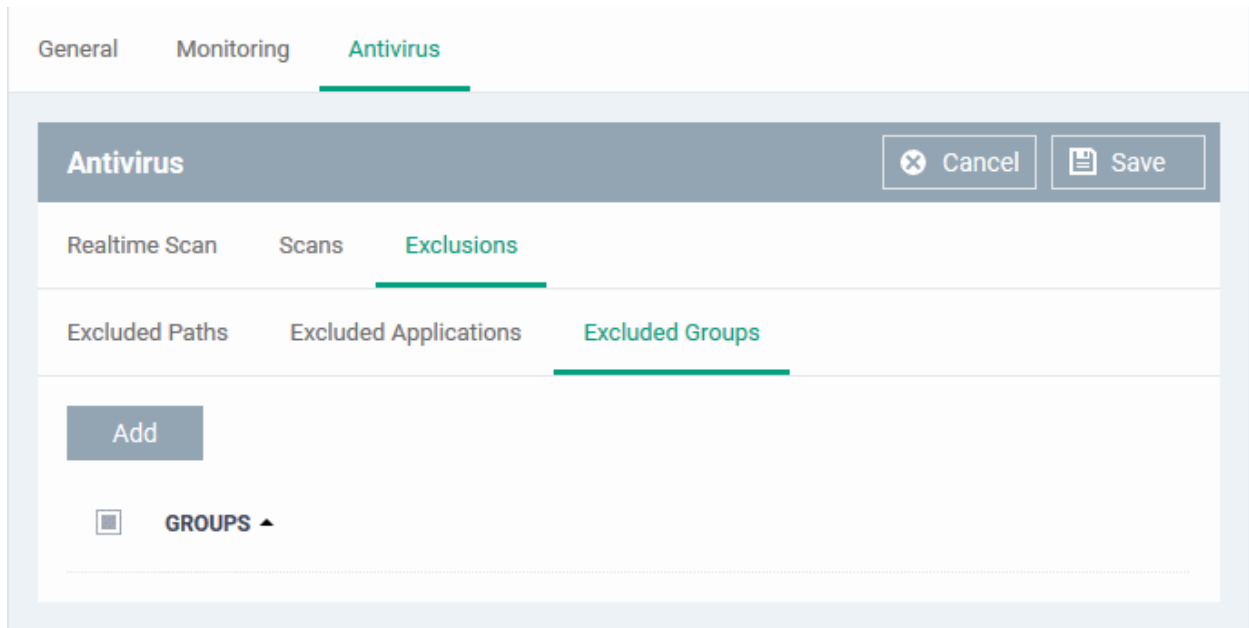 General Monitoring Antivirus
Antivirus Cancel Save
Realtime Scan Scans Exclusions
Excluded Paths Excluded Applications Excluded Groups
Add
GROUPS